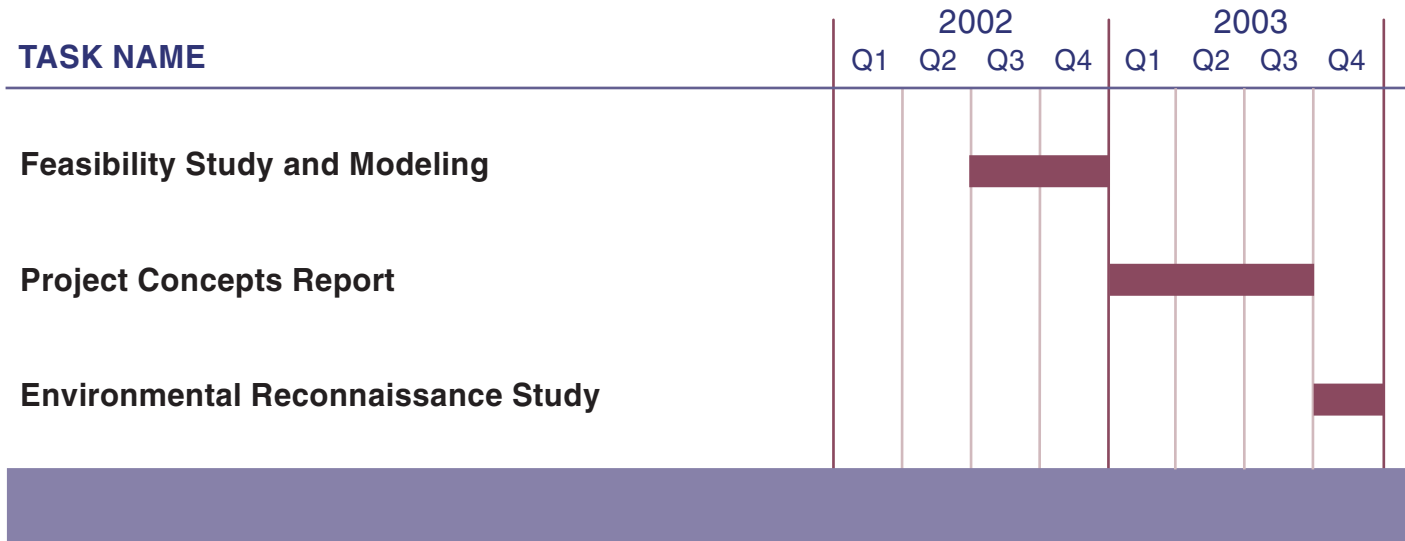 2002 2003
TASK NAME Q1 Q2 Q3 Q4 Q1 Q2 Q3 Q4
Feasibility Study and Modeling
Project Concepts Report
Environmental Reconnaissance Study